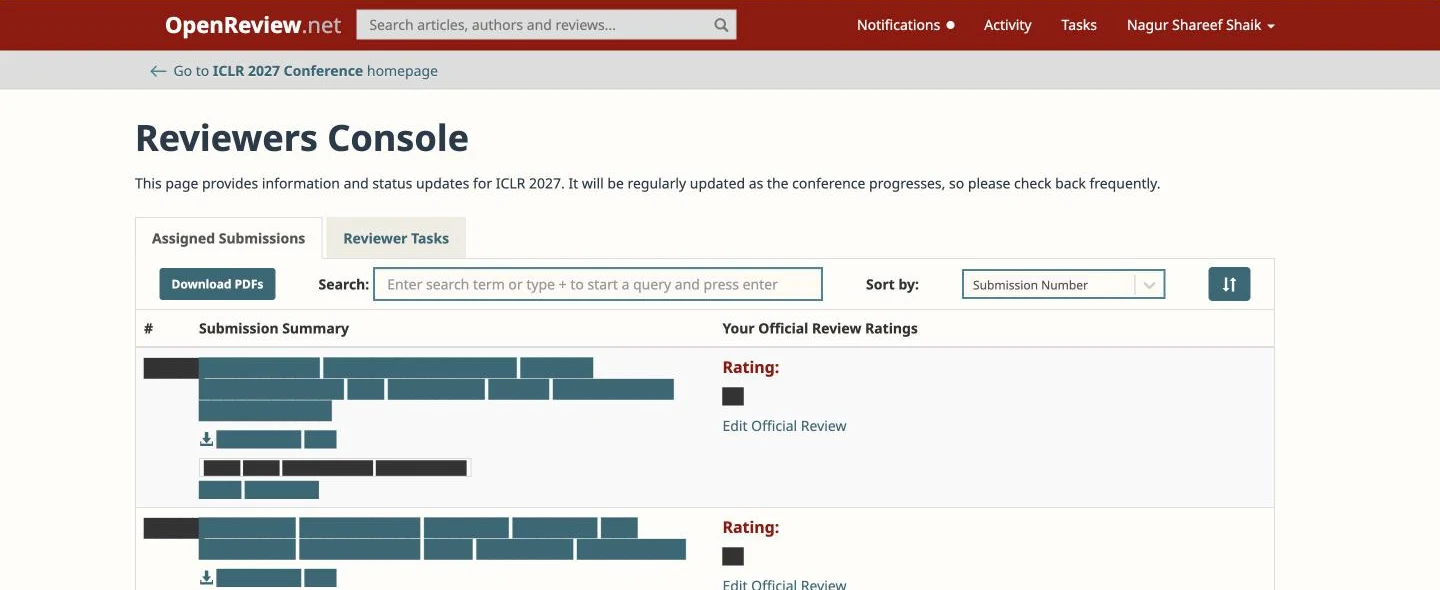 OpenReview.net Search articles, authors and reviews... Notifications Activity Tasks Nagur Shareef Shaik
Go to ICLR 2027 Conference homepage
Reviewers Console
This page provides information and status updates for ICLR 2027. It will be regularly updated as the conference progresses, so please check back frequently.
Assigned Submissions Reviewer Tasks
Download PDFs Search: Enter search term or type + to start a query and press enter Sort by: Submission Number
# Submission Summary Your Official Review Ratings
Rating:
Edit Official Review
Rating:
Edit Official Review